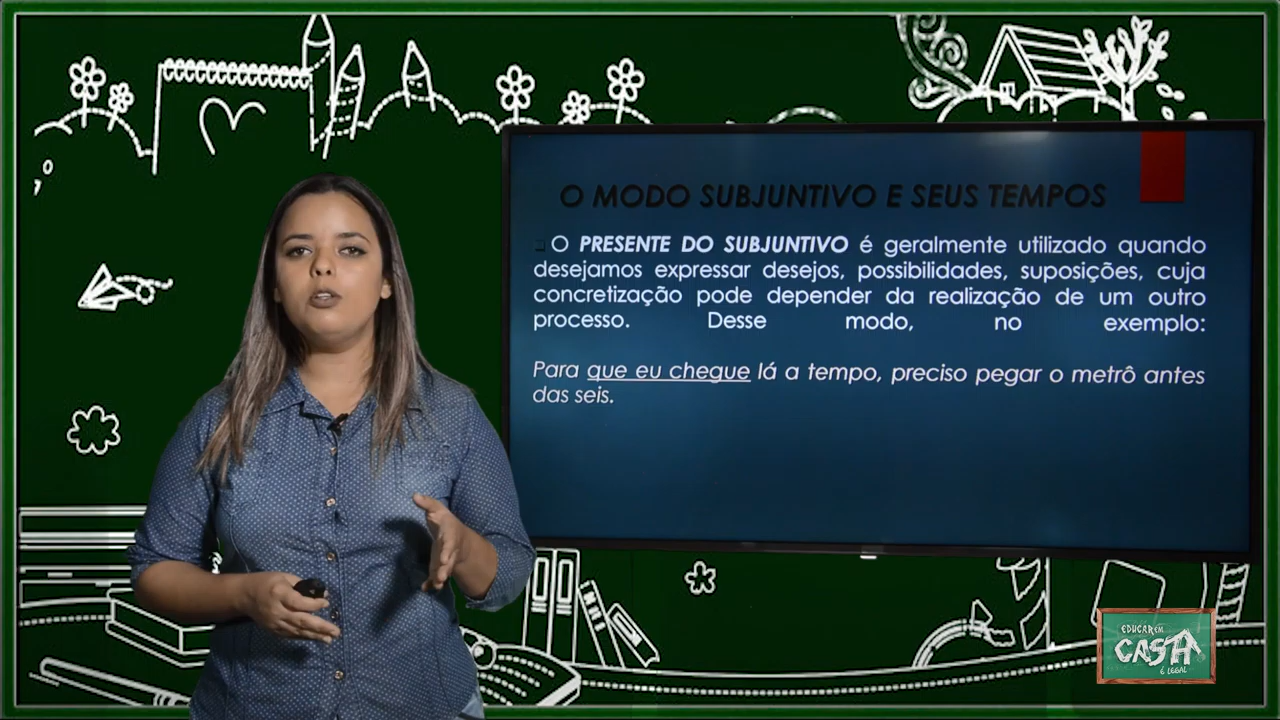 O MODO SUBJUNTIVO E SEUS TEMPOS
O PRESENTE DO SUBJUNTIVO é geralmente utilizado quando
desejamos expressar desejos, possibilidades, suposições, cuja
concretização pode depender da realização de um outro
processo. Desse modo, no exemplo:
Para que eu chegue lá a tempo, preciso pegar o metrô antes
das seis.
EDUCAR EM
CASA
É LEGAL